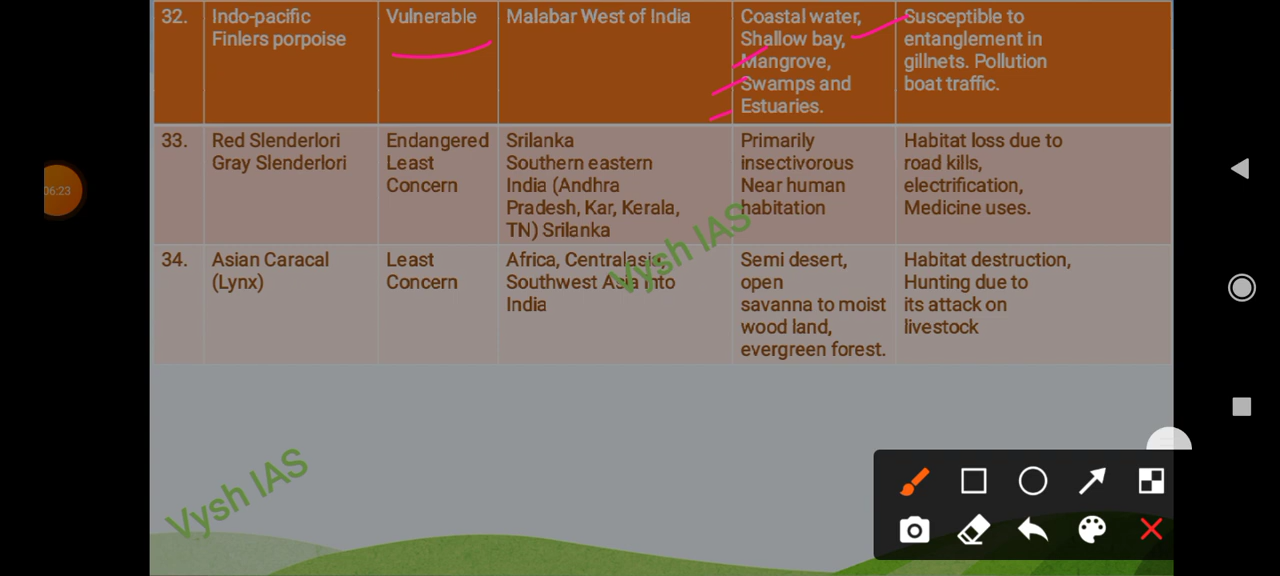 32.
Indo-pacific
Finlers porpoise
Vulnerable
Malabar West of India
Coastal water,
Shallow bay,
Mangrove,
Swamps and
Estuaries.
Susceptible to
entanglement in
gillnets. Pollution
boat traffic.
33.
Red Slenderlori
Gray Slenderlori
Endangered
Least
Concern
Srilanka
Southern eastern
India (Andhra
Pradesh, Kar, Kerala,
TN) Srilanka
Primarily
insectivorous
Near human
habitation
Habitat loss due to
road kills,
electrification,
Medicine uses.
34.
Asian Caracal
(Lynx)
Least
Concern
Africa, Centralasia,
Southwest Asia into
India
Semi desert,
open
savanna to moist
wood land,
evergreen forest.
Habitat destruction,
Hunting due to
its attack on
livestock
Vysh IAS
Vysh IAS
06:23